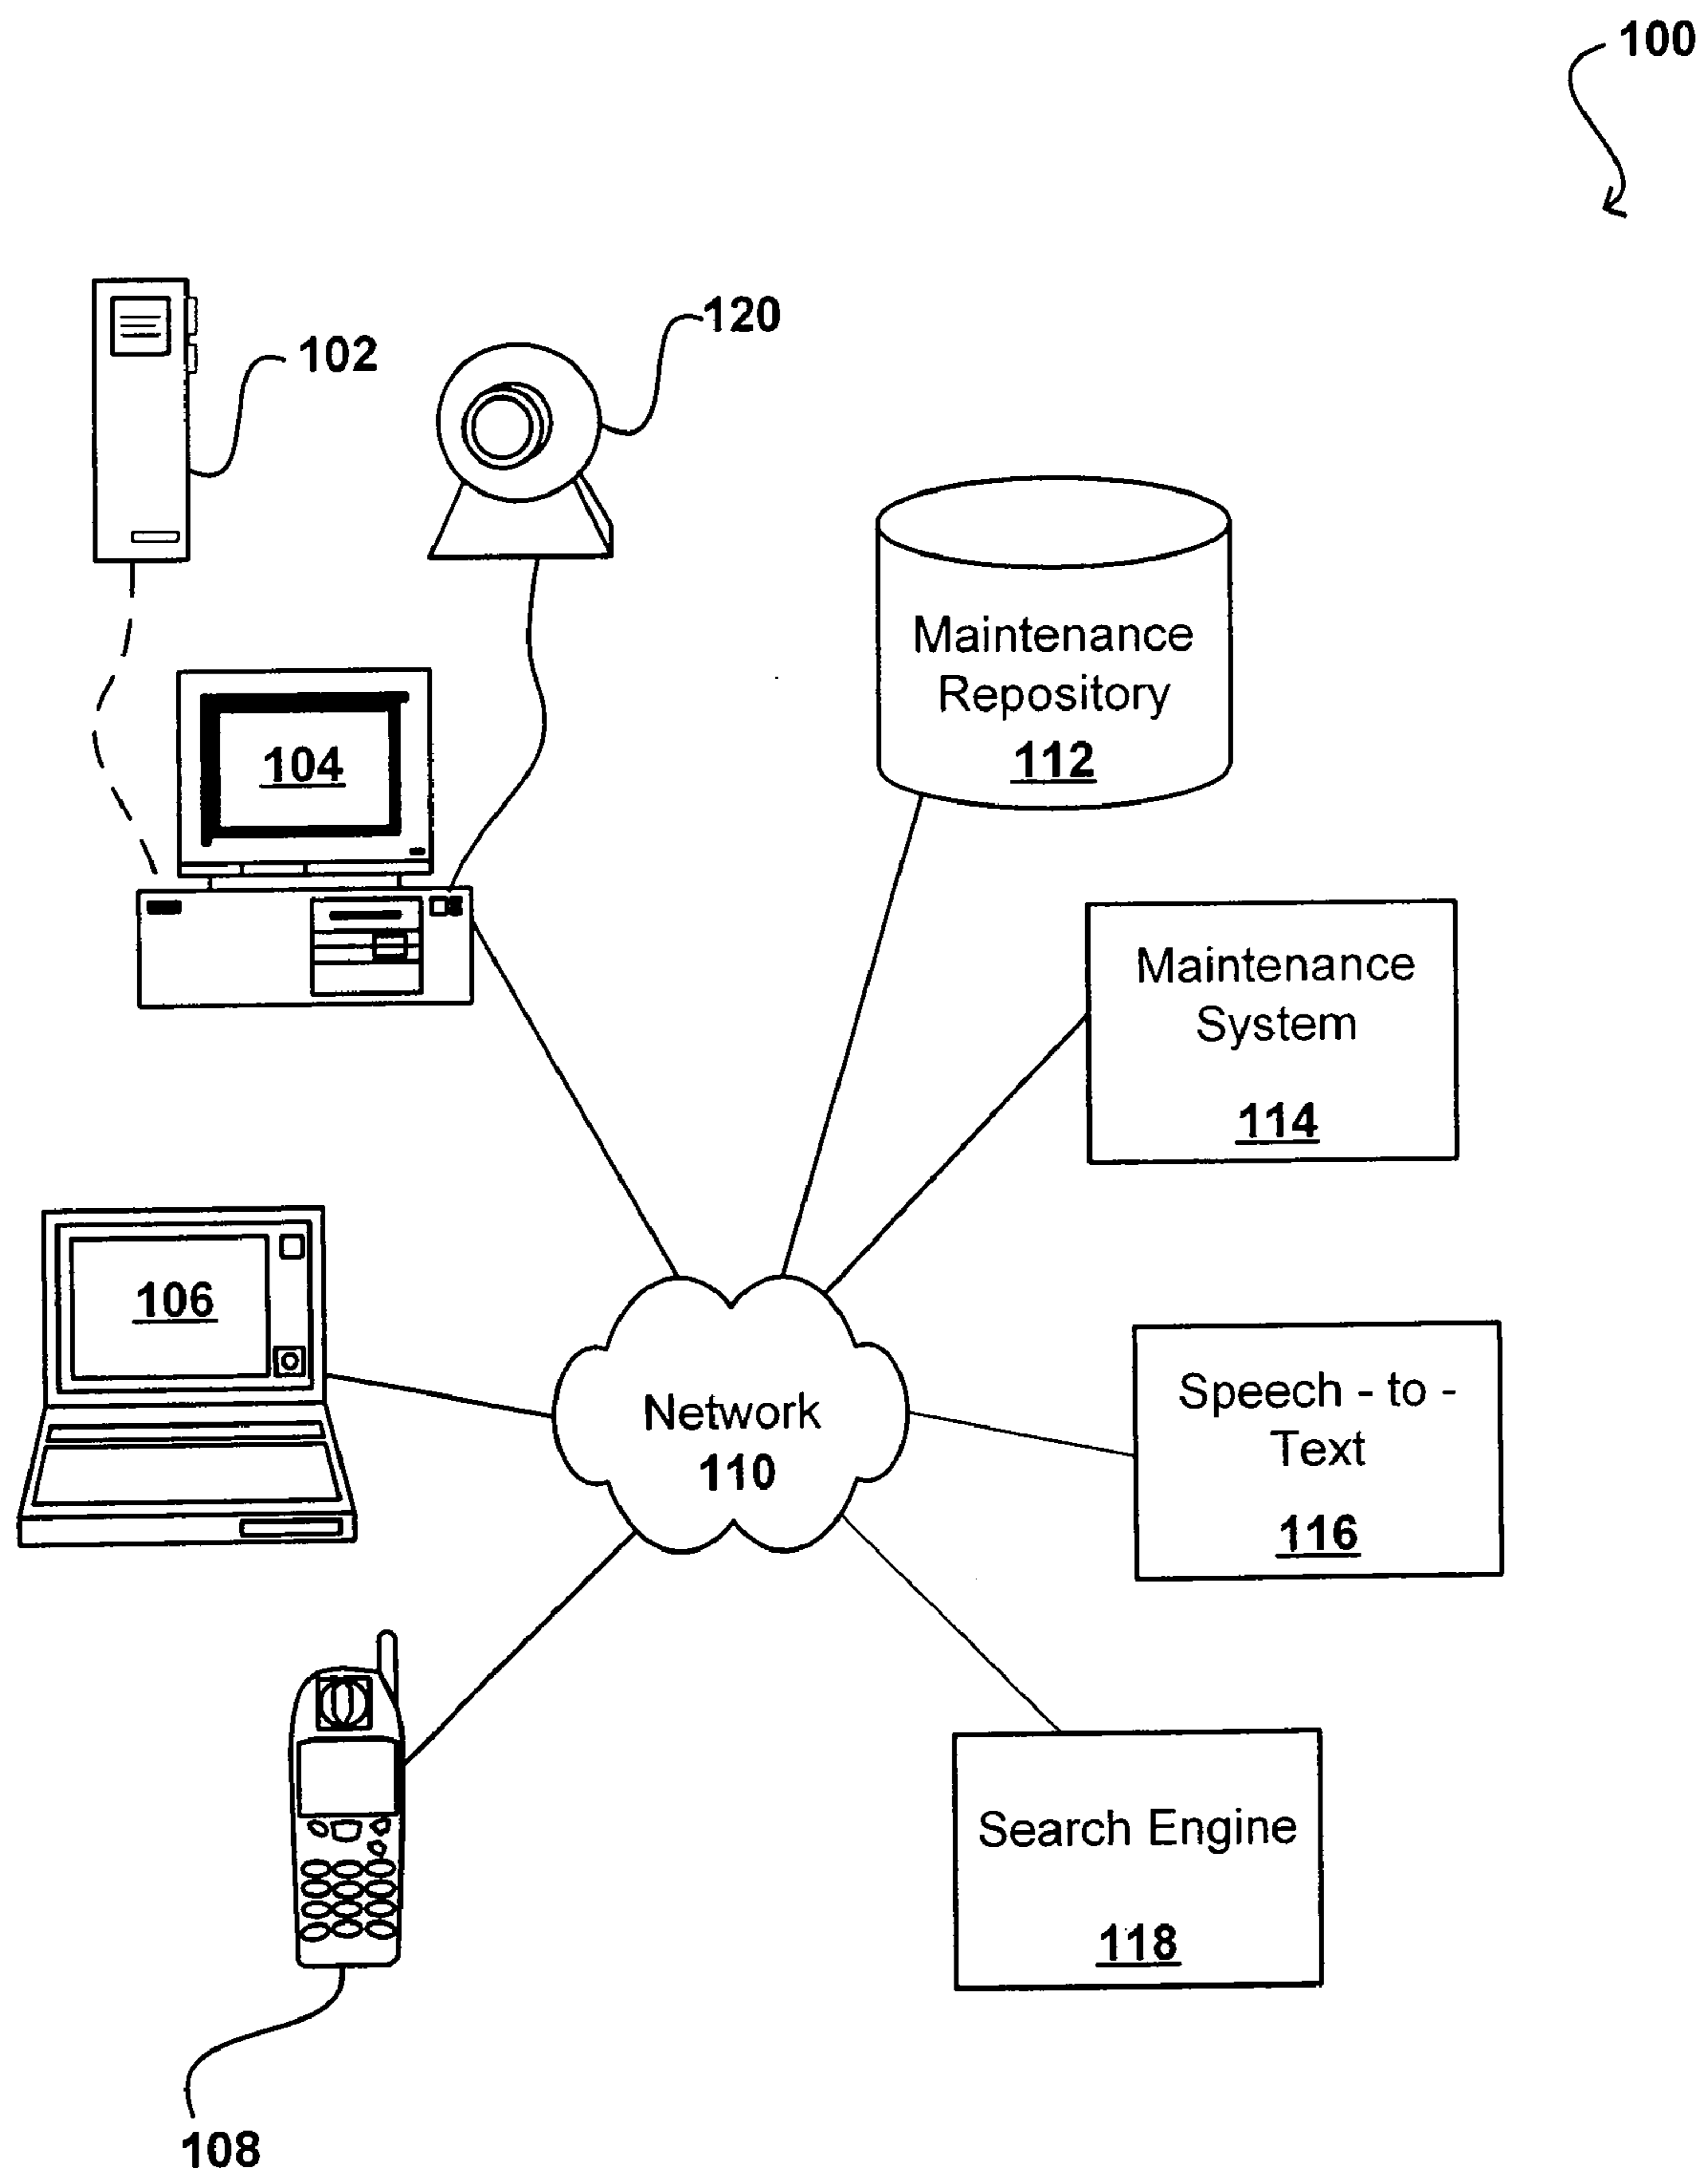 100
120
102
Maintenance
Repository
112
104
Maintenance
System
114
106
Speech - to -
Text
116
Network
110
Search Engine
118
108